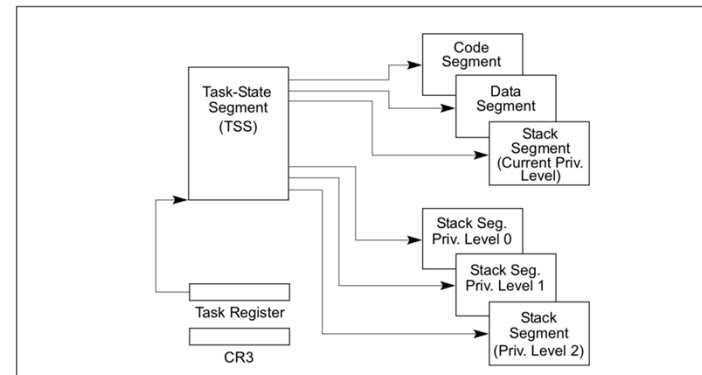 Code
Segment
Task-State
Segment
(TSS)
Data
Segment
Stack
Segment
(Current Priv.
Level)
Stack Seg.
Priv. Level 0
Stack Seg.
Priv. Level 1
Stack
Segment
(Priv. Level 2)
Task Register
CR3